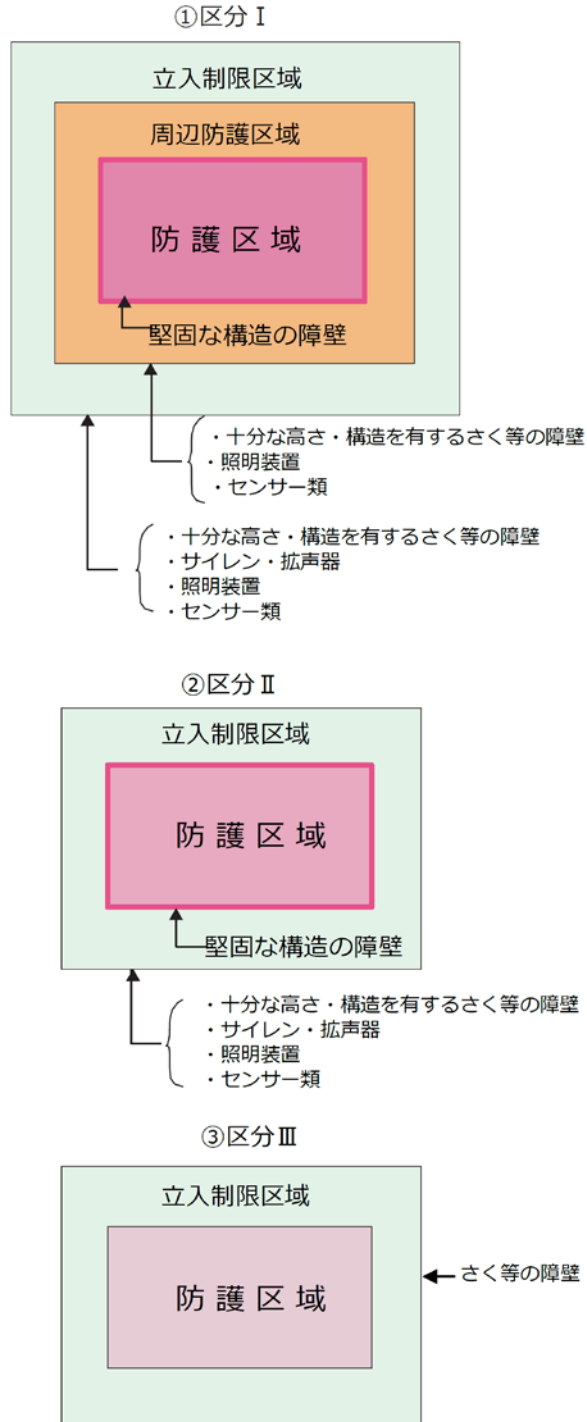 ①区分Ⅰ
立入制限区域
周辺防護区域
防護区域
堅固な構造の障壁
・十分な高さ・構造を有するさく等の障壁
・照明装置
・センサー類
・十分な高さ・構造を有するさく等の障壁
・サイレン・拡声器
・照明装置
・センサー類
②区分Ⅱ
立入制限区域
防護区域
堅固な構造の障壁
・十分な高さ・構造を有するさく等の障壁
・サイレン・拡声器
・照明装置
・センサー類
③区分Ⅲ
立入制限区域
さく等の障壁
防護区域